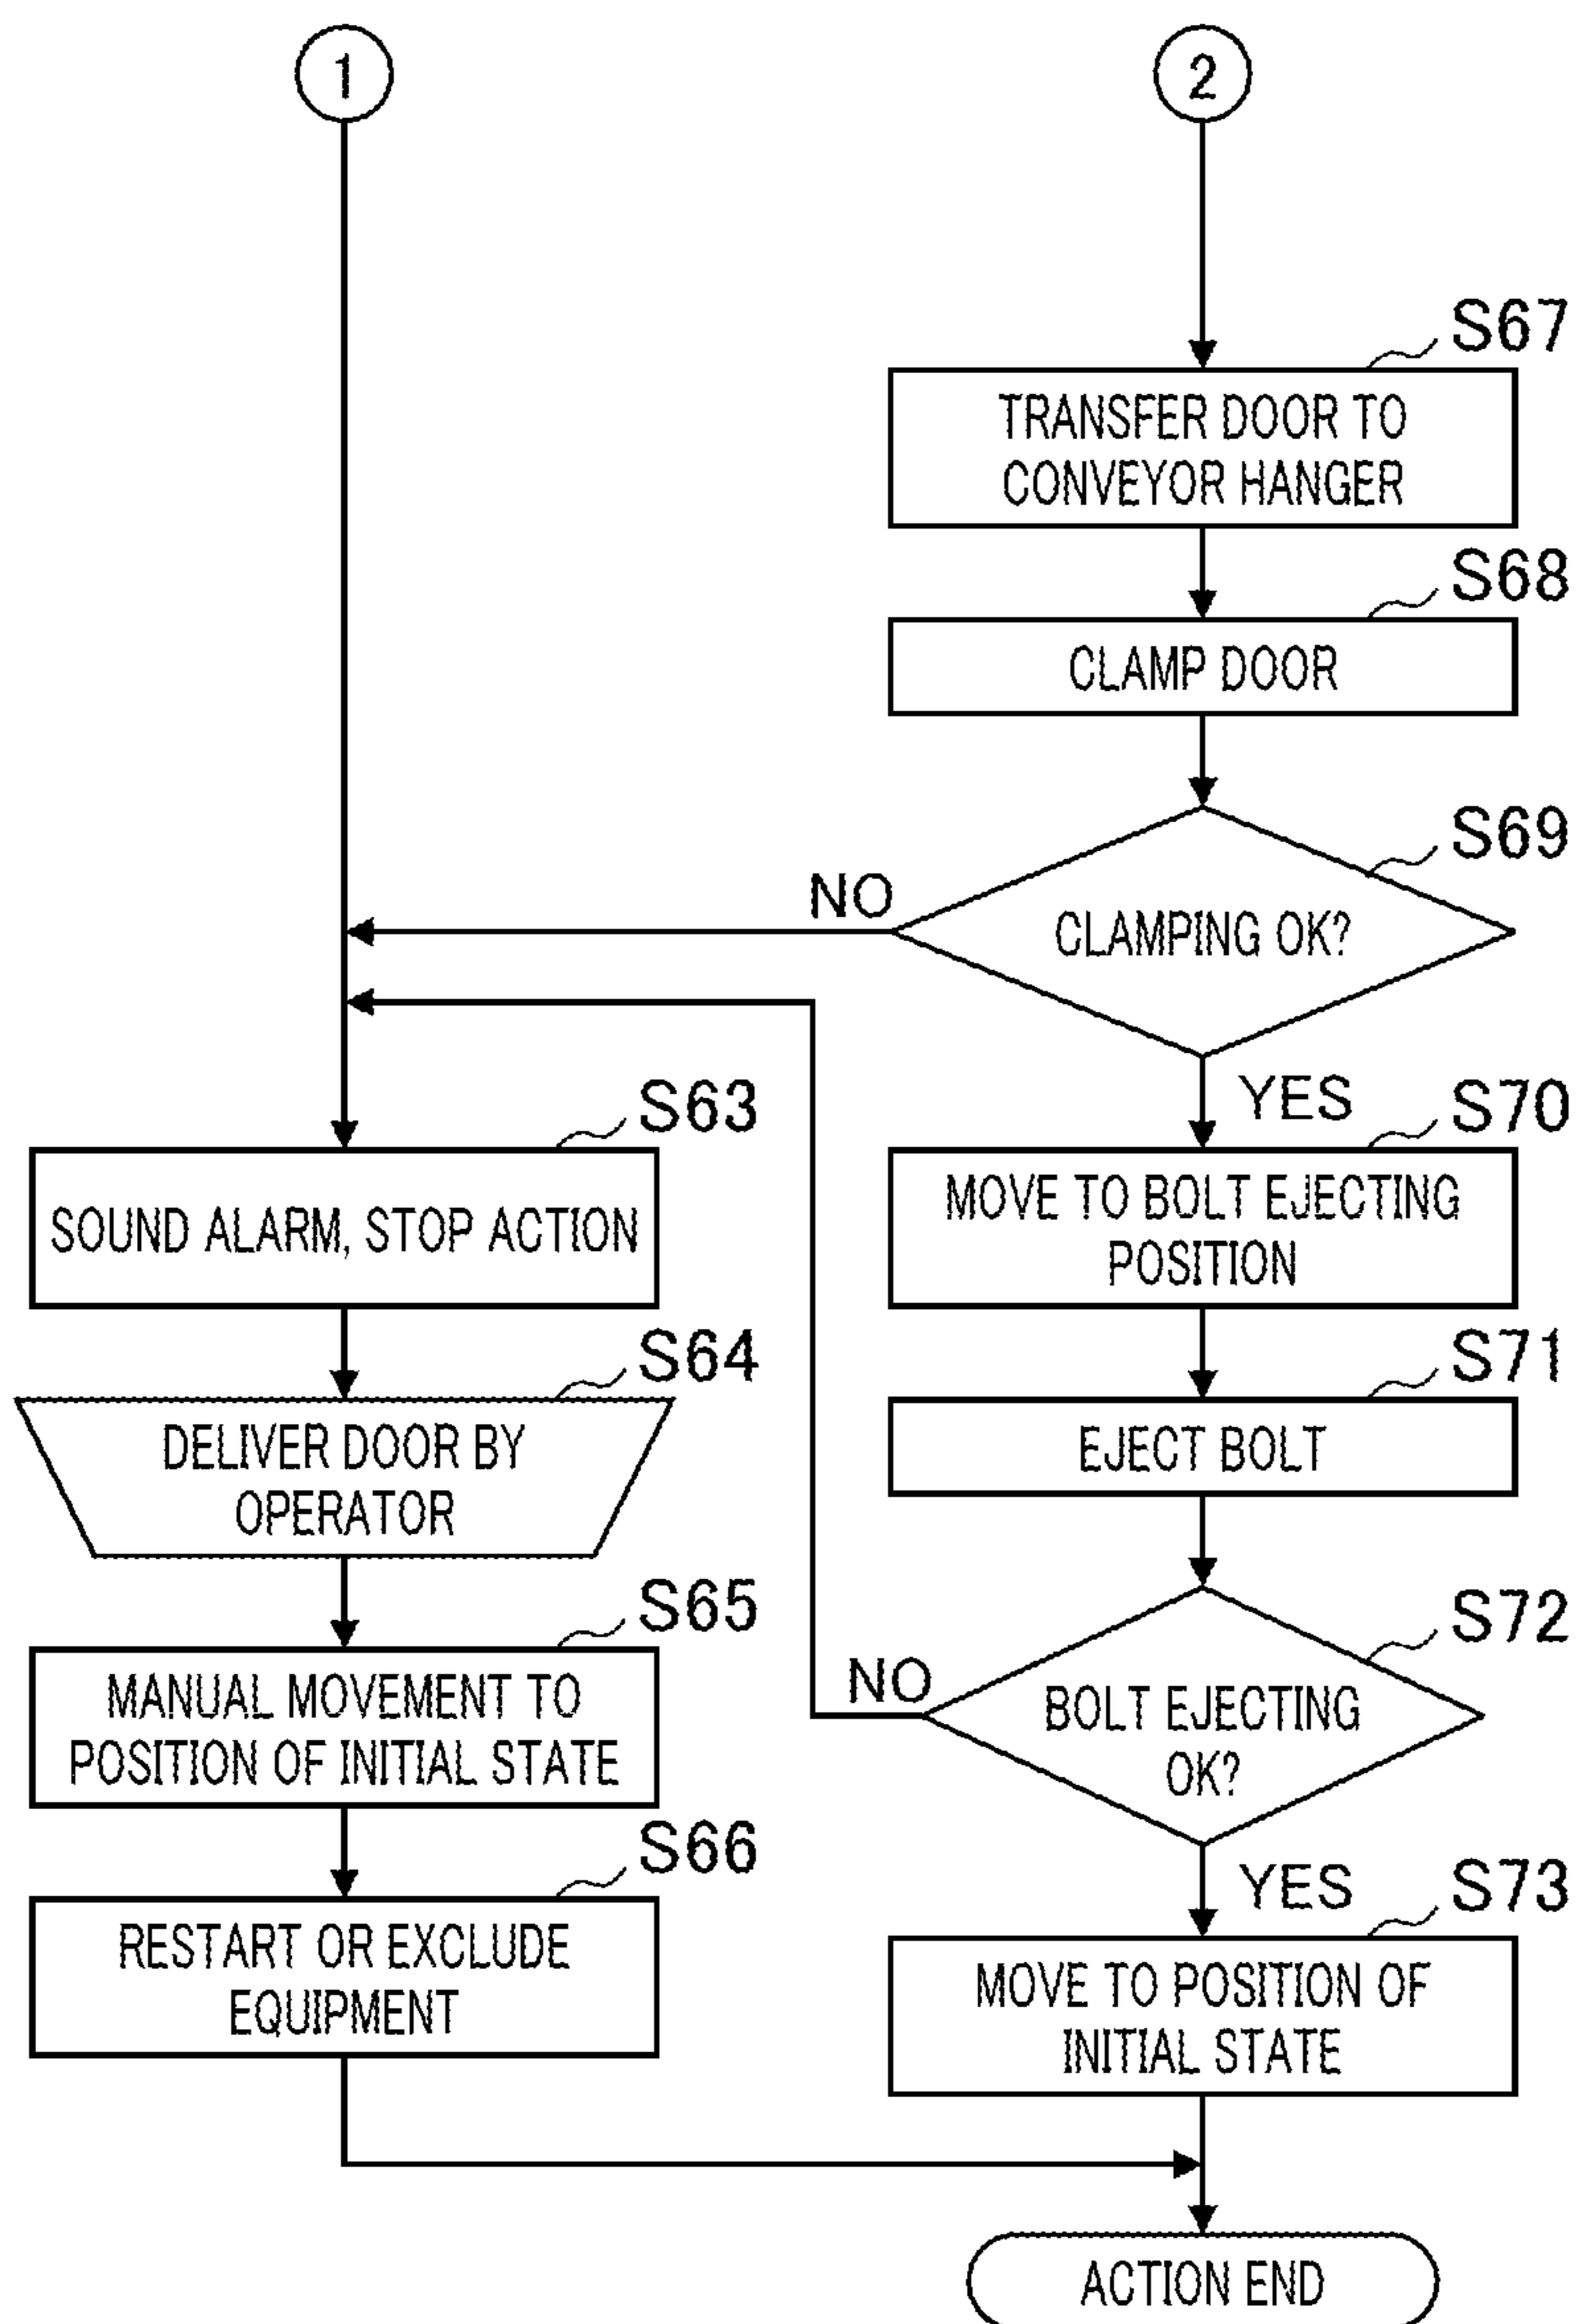 1
2
S67
TRANSFER DOOR TO
CONVEYOR HANGER
S68
CLAMP DOOR
S69
NO
CLAMPING OK?
YES
S63
S70
SOUND ALARM, STOP ACTION
MOVE TO BOLT EJECTING
POSITION
S64
S71
DELIVER DOOR BY
OPERATOR
EJECT BOLT
S65
S72
MANUAL MOVEMENT TO
POSITION OF INITIAL STATE
NO
BOLT EJECTING
OK?
S66
YES
S73
RESTART OR EXCLUDE
EQUIPMENT
MOVE TO POSITION OF
INITIAL STATE
ACTION END